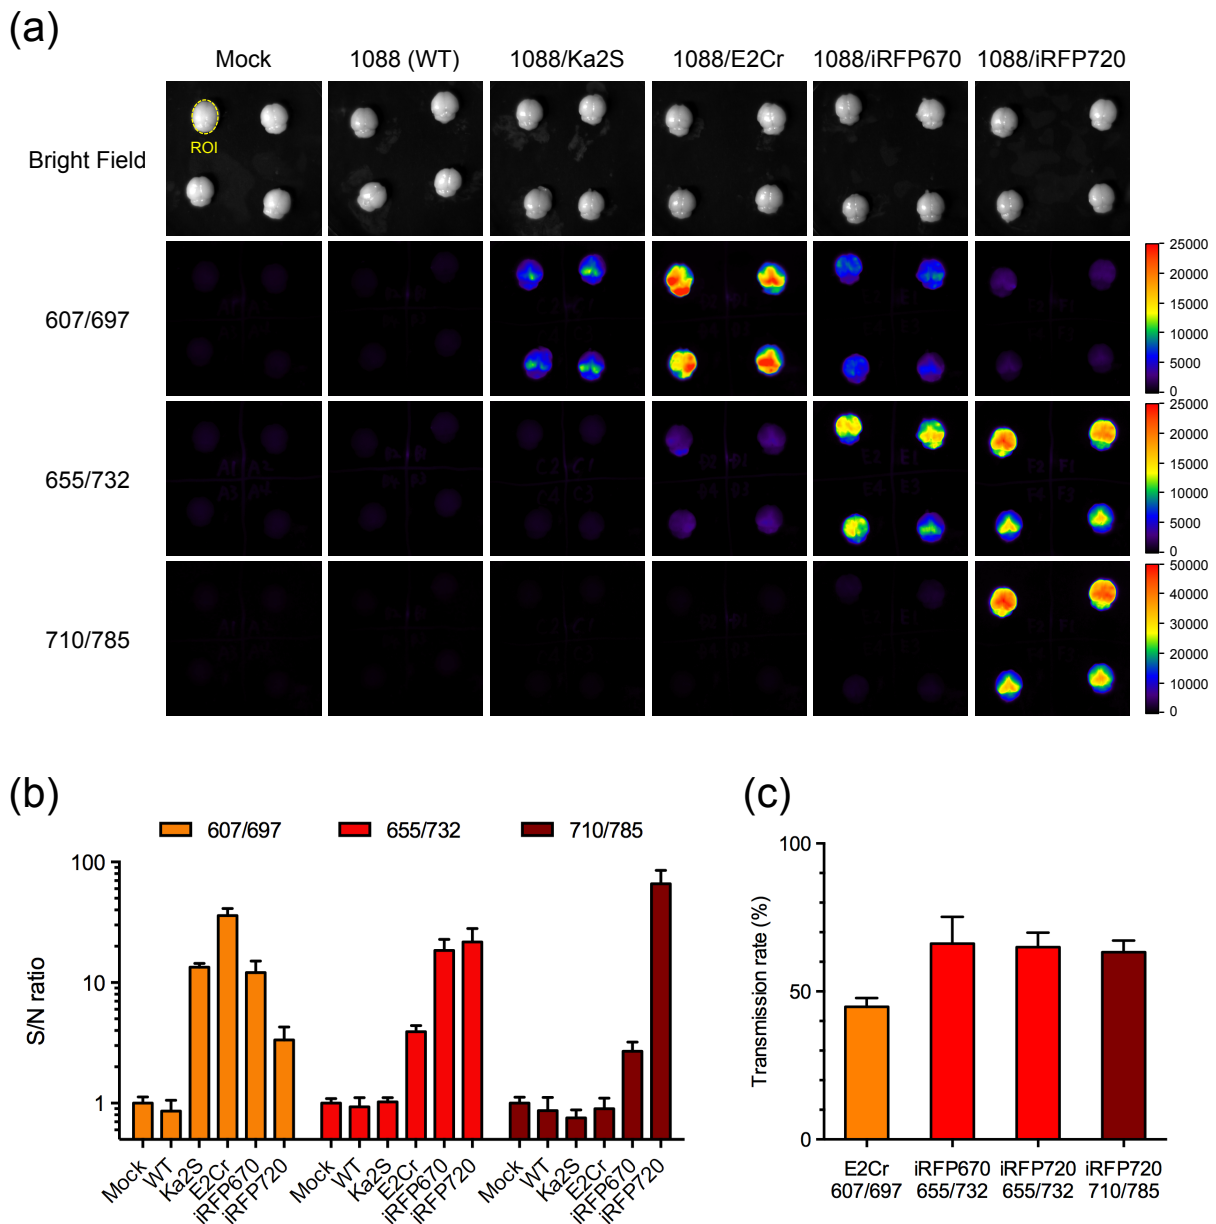 (a)
Mock 1088 (WT) 1088/Ka2S 1088/E2Cr 1088/iRFP670 1088/iRFP720
Bright Field
ROI
607/697
25000
20000
15000
10000
5000
0
655/732
25000
20000
15000
10000
5000
0
710/785
50000
40000
30000
20000
10000
0
(b)
607/697 655/732 710/785
S/N ratio
100
10
1
Mock WT Ka2S E2Cr iRFP670 iRFP720 Mock WT Ka2S E2Cr iRFP670 iRFP720 Mock WT Ka2S E2Cr iRFP670 iRFP720
(c)
Transmission rate (%)
100
50
0
E2Cr iRFP670 iRFP720 iRFP720
607/697 655/732 655/732 710/785